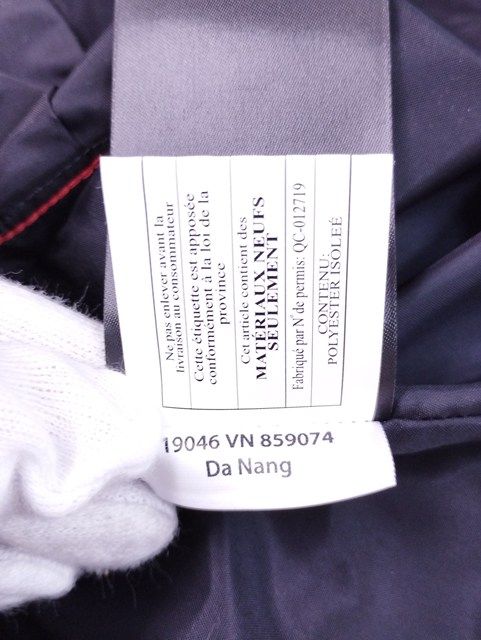 Ne pas enlever avant la
livraison au consommateur
Cette étiquette est apposée
conformément à la loi de la
province
Cet article contient des
MATÉRIAUX NEUFS
SEULEMENT
Fabriqué par N° de permis: QC-012719
CONTENU:
POLYESTER ISOLEÉ
19046 VN 859074
Da Nang